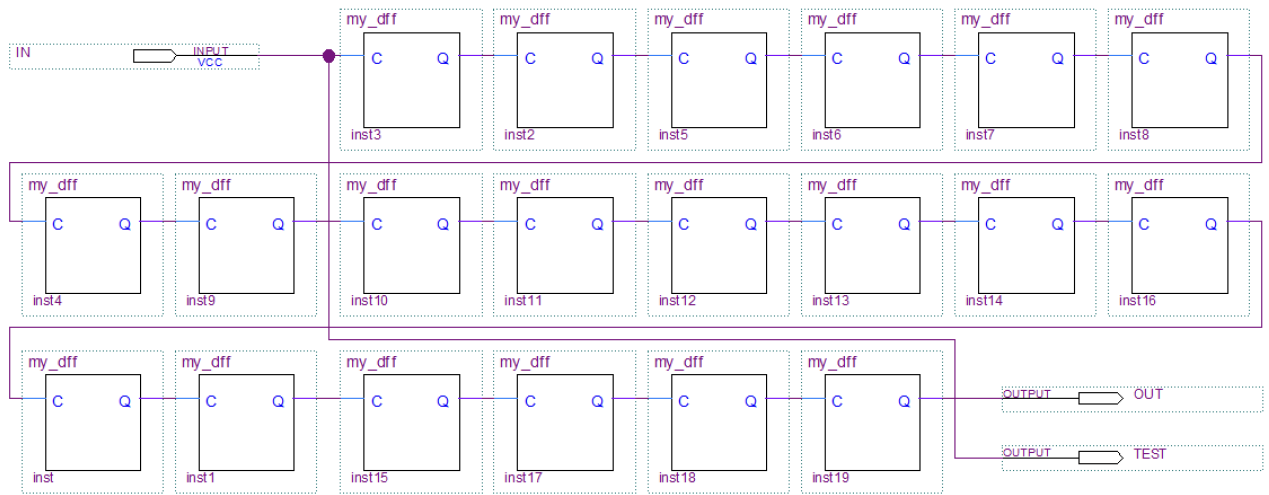 my_dff my_dff my_dff my_dff my_dff my_dff
IN INPUT
VCC
C Q C Q C Q C Q C Q C Q
inst3 inst2 inst5 inst6 inst7 inst8
my_dff my_dff my_dff my_dff my_dff my_dff my_dff my_dff
C Q C Q C Q C Q C Q C Q C Q C Q
inst4 inst9 inst10 inst11 inst12 inst13 inst14 inst16
my_dff my_dff my_dff my_dff my_dff my_dff
C Q C Q C Q C Q C Q C Q
OUTPUT OUT
OUTPUT TEST
inst inst1 inst15 inst17 inst18 inst19